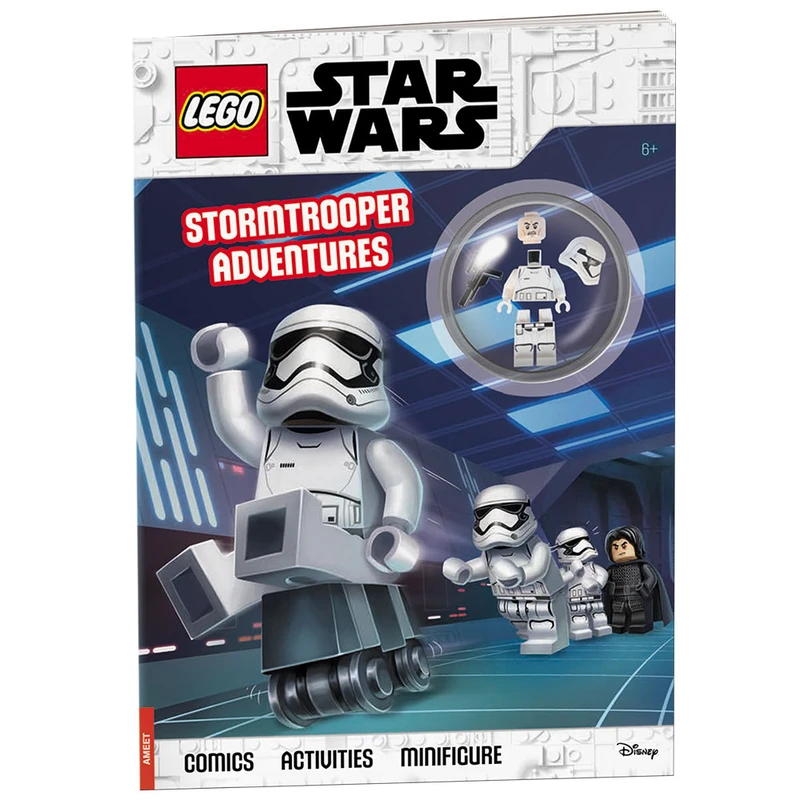 LEGO
STAR
WARS
6+
STORMTROOPER
ADVENTURES
AMEET
COMICS ACTIVITIES MINIFIGURE
Disney